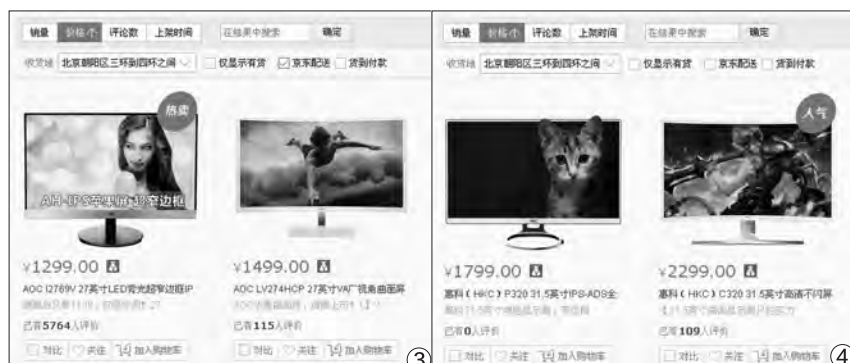 销量 价格 评论数 上架时间 在结果中搜索 确定
收货地 北京朝阳区三环到四环之间 仅显示有货 京东配送 货到付款
热卖
AH-IPS苹果屏 超窄边框
¥1299.00
¥1499.00
AOC I2769V 27英寸LED背光超窄边框IP
AOC LV274HCP 27英寸VA广视角曲面屏
已有5764人评价
已有115人评价
对比 关注 加入购物车
对比 关注 加入购物车
③
销量 价格 评论数 上架时间 在结果中搜索 确定
收货地 北京朝阳区三环到四环之间 仅显示有货 京东配送 货到付款
人气
¥1799.00
¥2299.00
惠科（HKC）P320 31.5英寸IPS-ADS全
惠科（HKC）C320 31.5英寸高清不闪屏
已有0人评价
已有109人评价
对比 关注 加入购物车
对比 关注 加入购物车
④